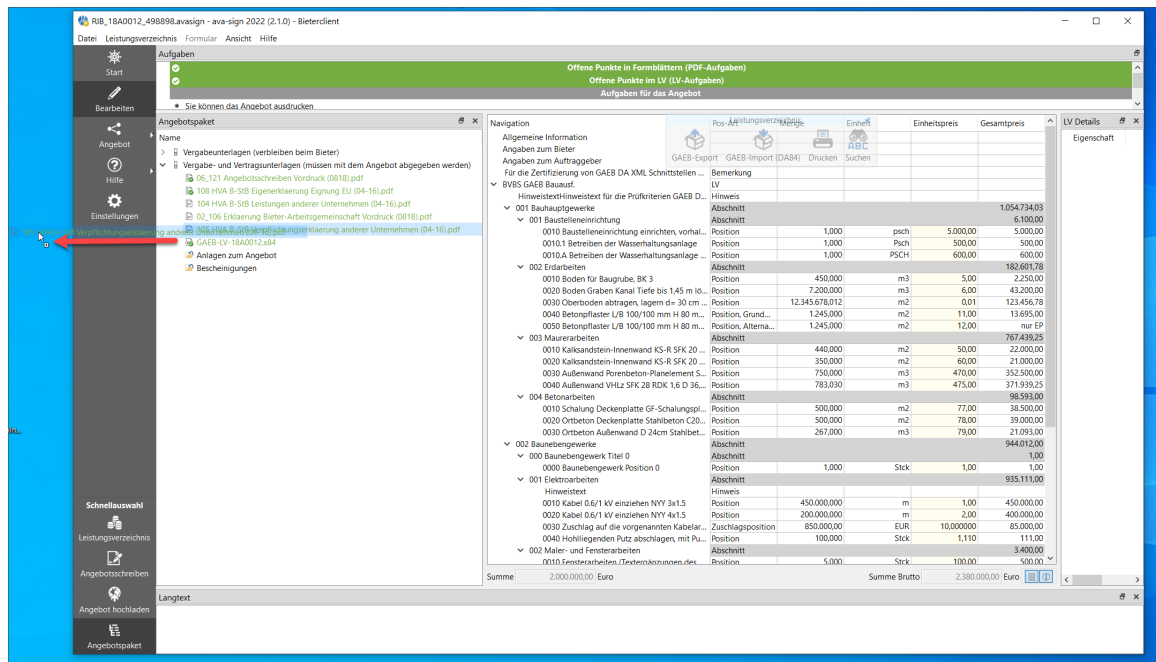 RIB_18A0012_498898.avasign - ava-sign 2022 (2.1.0) - Bieterclient
Datei Leistungsverzeichnis Formular Ansicht Hilfe
Start
Bearbeiten
Angebot
Hilfe
Einstellungen
Schnellauswahl
Leistungsverzeichnis
Angebotsschreiben
Angebot hochladen
Angebotspaket
Aufgaben
Offene Punkte in Formblättern (PDF-Aufgaben)
Offene Punkte im LV (LV-Aufgaben)
Aufgaben für das Angebot
Sie können das Angebot ausdrucken
Angebotspaket
Name
Vergabeunterlagen (verbleiben beim Bieter)
Vergabe- und Vertragsunterlagen (müssen mit dem Angebot abgegeben werden)
06_121 Angebotsschreiben Vordruck (0818).pdf
108 HVA B-StB Eigenerklaerung Eignung EU (04-16).pdf
104 HVA B-StB Leistungen anderer Unternehmen (04-16).pdf
02_106 Erklaerung Bieter-Arbeitsgemeinschaft Vordruck (0818).pdf
105 HVA B-StB Verpflichtungserklaerung anderer Unternehmen (04-16).pdf
GAEB-LV-18A0012.x84
Anlagen zum Angebot
Bescheinigungen
in...
Leistungsverzeichnis
GAEB-Export GAEB-Import (DA84) Drucken Suchen
Navigation Pos-Art Menge Einheit Einheitspreis Gesamtpreis
Allgemeine Information
Angaben zum Bieter
Angaben zum Auftraggeber
Für die Zertifizierung von GAEB DA XML Schnittstellen ... Bemerkung
BVBS GAEB Bauausf. LV
HinweistextHinweistext für die Prüfkriterien GAEB D... Hinweis
001 Bauhauptgewerke Abschnitt 1.054.734,03
001 Baustelleneinrichtung Abschnitt 6.100,00
0010 Baustelleneinrichtung einrichten, vorhal... Position 1,000 psch 5.000,00 5.000,00
0010.1 Betreiben der Wasserhaltungsanlage Position 1,000 Psch 500,00 500,00
0010.A Betreiben der Wasserhaltungsanlage ... Position 1,000 PSCH 600,00 600,00
002 Erdarbeiten Abschnitt 182.601,78
0010 Boden für Baugrube, BK 3 Position 450,000 m3 5,00 2.250,00
0020 Boden Graben Kanal Tiefe bis 1,45 m lö... Position 7.200,000 m3 6,00 43.200,00
0030 Oberboden abtragen, lagern d= 30 cm ... Position 12.345.678,012 m2 0,01 123.456,78
0040 Betonpflaster L/B 100/100 mm H 80 m... Position, Grund... 1.245,000 m2 11,00 13.695,00
0050 Betonpflaster L/B 100/100 mm H 80 m... Position, Alterna... 1.245,000 m2 12,00 nur EP
003 Maurerarbeiten Abschnitt 767.439,25
0010 Kalksandstein-Innenwand KS-R SFK 20 ... Position 440,000 m2 50,00 22.000,00
0020 Kalksandstein-Innenwand KS-R SFK 20 ... Position 350,000 m2 60,00 21.000,00
0030 Außenwand Porenbeton-Planelement S... Position 750,000 m3 470,00 352.500,00
0040 Außenwand VHLz SFK 28 RDK 1,6 D 36,... Position 783,030 m3 475,00 371.939,25
004 Betonarbeiten Abschnitt 98.593,00
0010 Schalung Deckenplatte GF-Schalungspl... Position 500,000 m2 77,00 38.500,00
0020 Ortbeton Deckenplatte Stahlbeton C20... Position 500,000 m2 78,00 39.000,00
0030 Ortbeton Außenwand D 24cm Stahlbet... Position 267,000 m3 79,00 21.093,00
002 Baunebengewerke Abschnitt 944.012,00
000 Baunebengewerk Titel 0 Abschnitt 1,00
0000 Baunebengewerk Position 0 Position 1,000 Stck 1,00 1,00
001 Elektroarbeiten Abschnitt 935.111,00
Hinweistext Hinweis
0010 Kabel 0.6/1 kV einziehen NYY 3x1.5 Position 450.000,000 m 1,00 450.000,00
0020 Kabel 0.6/1 kV einziehen NYY 4x1.5 Position 200.000,000 m 2,00 400.000,00
0030 Zuschlag auf die vorgenannten Kabelar... Zuschlagsposition 850.000,00 EUR 10,000000 85.000,00
0040 Hohlliegenden Putz abschlagen, mit Pu... Position 100,000 Stck 1,110 111,00
002 Maler- und Fensterarbeiten Abschnitt 3.400,00
0010 Fensterarbeiten (Textergänzungen des Position 5,000 Stck 100,00 500,00
Summe 2.000.000,00 Euro Summe Brutto 2.380.000,00 Euro
LV Details
Eigenschaft
Langtext